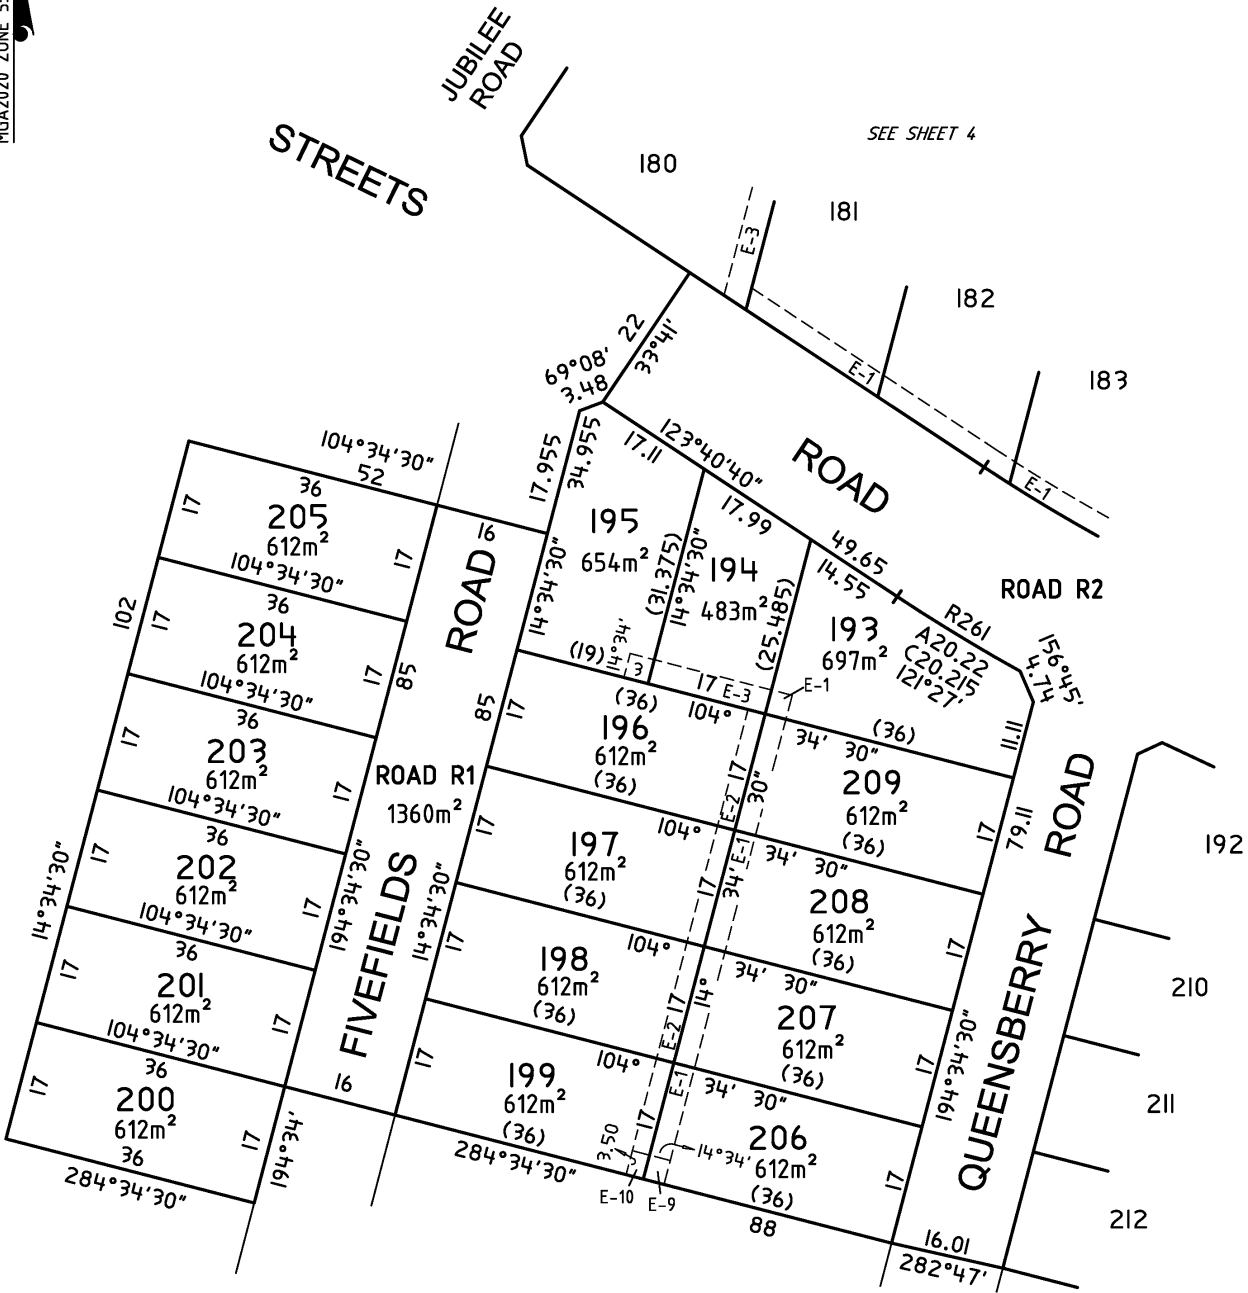 MGA2020 ZONE 55
JUBILEE
ROAD
STREETS
SEE SHEET 4
180
181
182
183
E-3
E-1
E-1
22
33°41'
69°08'
3.48
17.955
34.955
17.11
123°40'40"
ROAD
17.99
49.65
14.55
ROAD R2
R261
A20.22
C20.215
121°27'
156°45'
4.74
104°34'30"
52
36
205
612m²
17
17
16
104°34'30"
36
204
612m²
17
17
102
104°34'30"
36
203
612m²
17
17
104°34'30"
36
202
612m²
17
17
14°34'30"
104°34'30"
36
201
612m²
17
17
104°34'30"
36
200
612m²
17
17
36
284°34'30"
194°34'
ROAD
85
85
ROAD R1
1360m²
FIVEFIELDS
194°34'30"
14°34'30"
16
195
654m²
14°34'30"
(19)
14°34'
3
(31.375)
14°34'30"
194
483m²
(25.485)
17
E-3
E-1
193
697m²
11.11
(36)
104°
34' 30"
(36)
196
612m²
(36)
17
17
E-2
30"
209
612m²
(36)
17
79.11
104°
34' 30"
197
612m²
(36)
17
17
E-1
34'
208
612m²
(36)
17
104°
34' 30"
198
612m²
(36)
17
17
E-2
14°
207
612m²
(36)
17
104°
34' 30"
199
612m²
(36)
17
17
E-1
3.50
14°34'
206
612m²
(36)
17
284°34'30"
E-10
E-9
88
ROAD
QUEENSBERRY
194°34'30"
16.01
282°47'
192
210
211
212